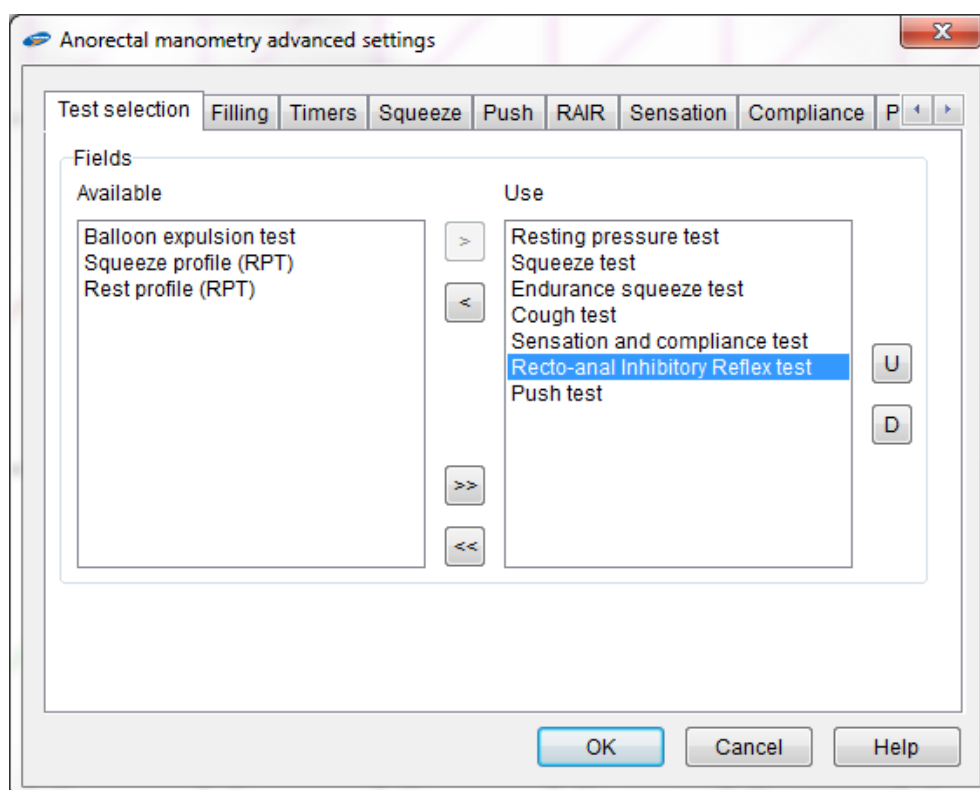 Anorectal manometry advanced settings
X
Test selection Filling Timers Squeeze Push RAIR Sensation Compliance P
Fields
Available
Use
Balloon expulsion test
Squeeze profile (RPT)
Rest profile (RPT)
>
<
>>
<<
Resting pressure test
Squeeze test
Endurance squeeze test
Cough test
Sensation and compliance test
Recto-anal Inhibitory Reflex test
Push test
U
D
OK Cancel Help